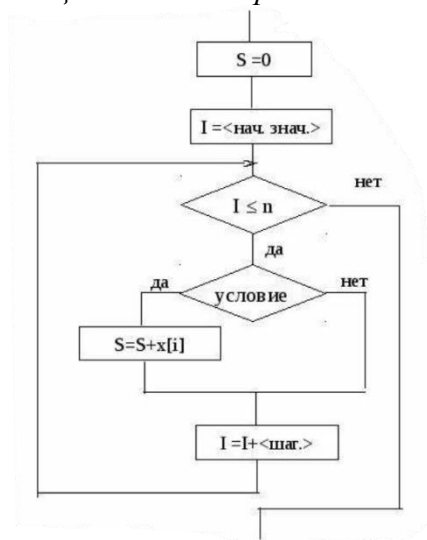 S =0
I =<нач. знач.>
нет
I ≤ n
да
да
нет
условие
S=S+x[i]
I =I+<шаг.>